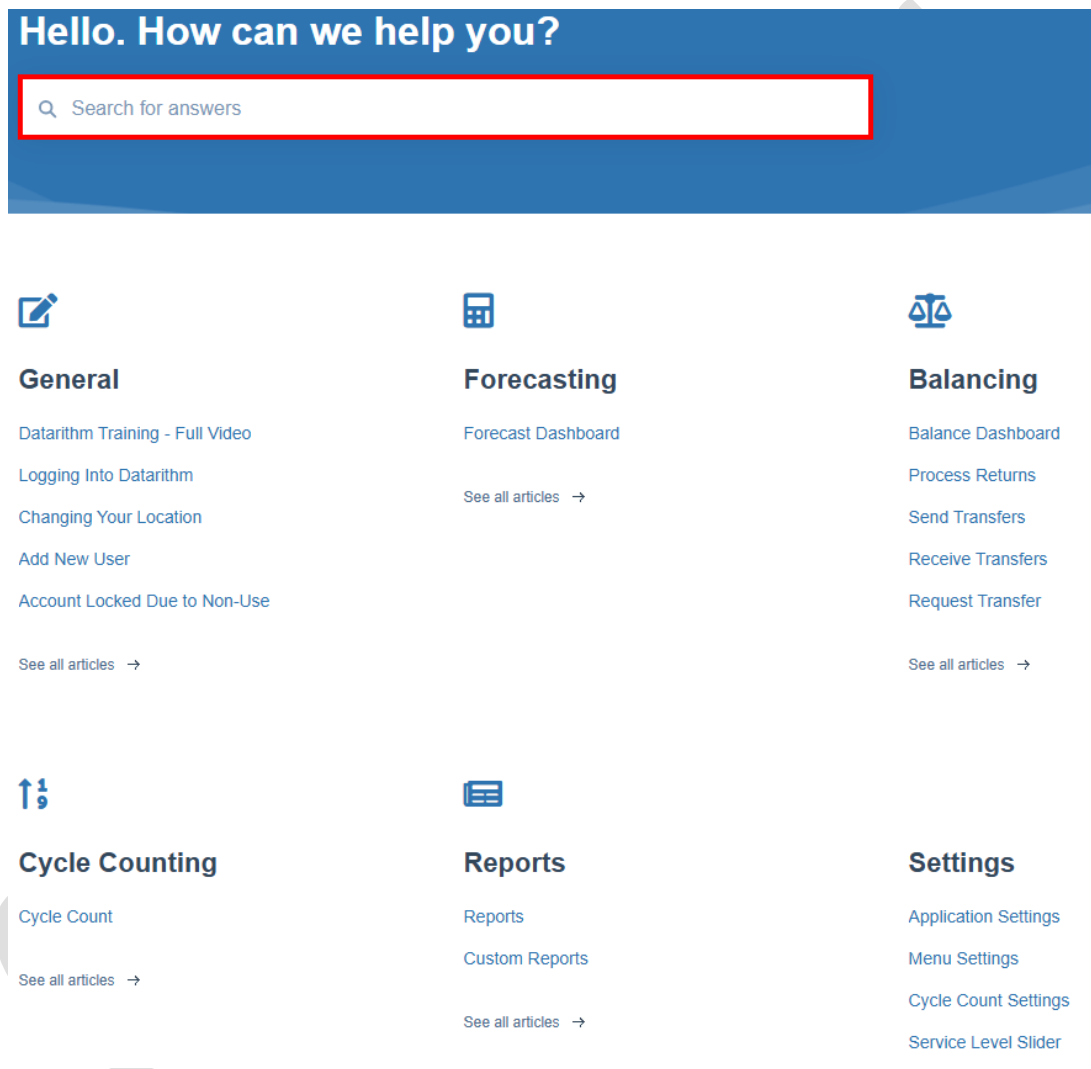 Hello. How can we help you?
Search for answers
General
Datarithm Training - Full Video
Logging Into Datarithm
Changing Your Location
Add New User
Account Locked Due to Non-Use
See all articles →
Forecasting
Forecast Dashboard
See all articles →
Balancing
Balance Dashboard
Process Returns
Send Transfers
Receive Transfers
Request Transfer
See all articles →
Cycle Counting
Cycle Count
See all articles →
Reports
Reports
Custom Reports
See all articles →
Settings
Application Settings
Menu Settings
Cycle Count Settings
Service Level Slider